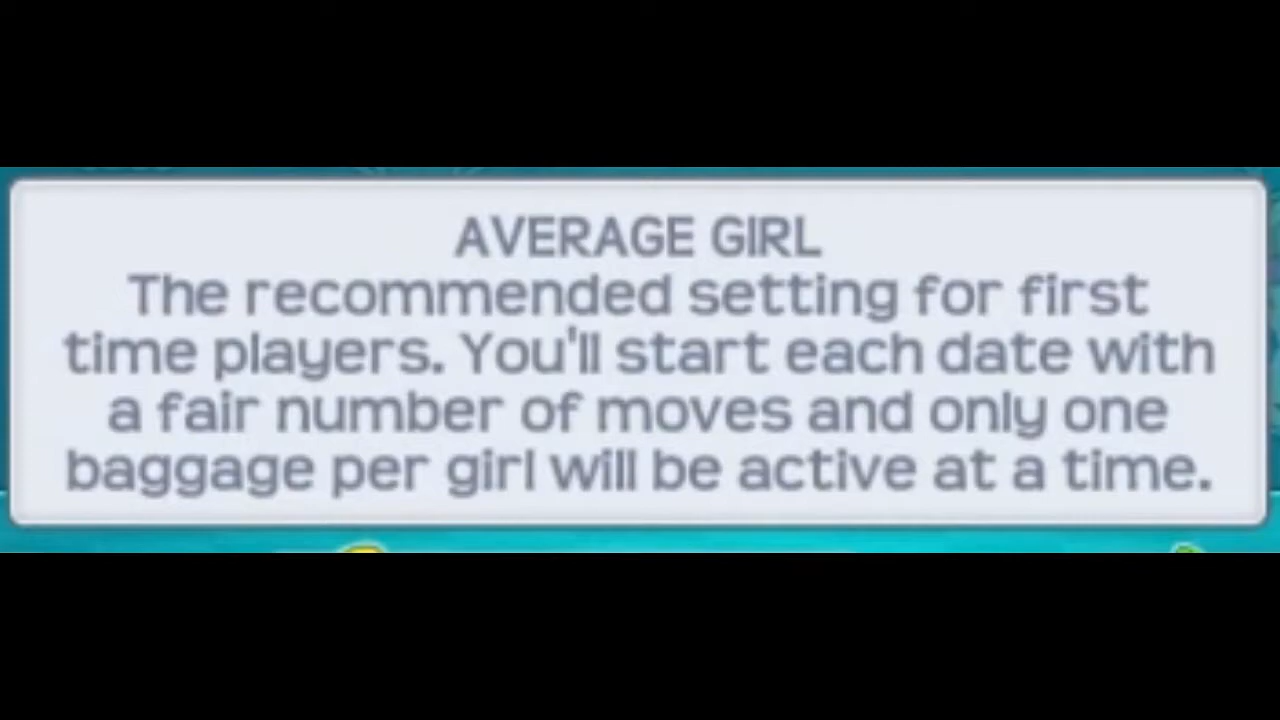 AVERAGE GIRL
The recommended setting for first
time players. You'll start each date with
a fair number of moves and only one
baggage per girl will be active at a time.